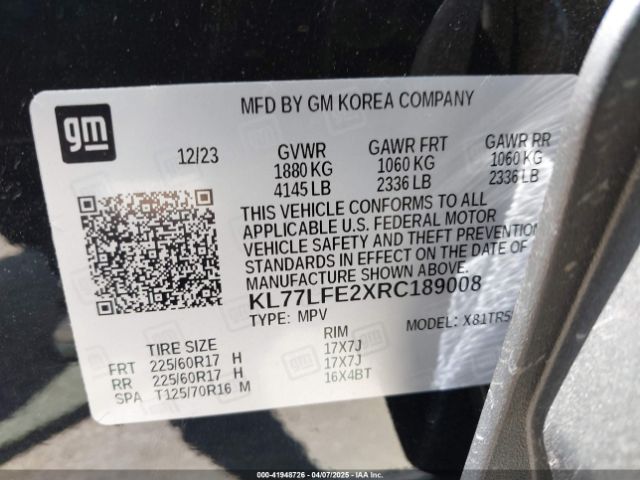 gm
MFD BY GM KOREA COMPANY
12/23 GVWR GAWR FRT GAWR RR
1880 KG 1060 KG 1060 KG
4145 LB 2336 LB 2336 LB
THIS VEHICLE CONFORMS TO ALL
APPLICABLE U.S. FEDERAL MOTOR
VEHICLE SAFETY AND THEFT PREVENTION
STANDARDS IN EFFECT ON THE DATE OF
MANUFACTURE SHOWN ABOVE.
KL77LFE2XRC189008
TYPE: MPV MODEL:
TIRE SIZE RIM
FRT 225/60R17 H 17X7J
RR 225/60R17 H 17X7J
SPA T125/70R16 M 16X4BT
000-41948726 - 04/07/2025 - IAAI, Inc. Copyright